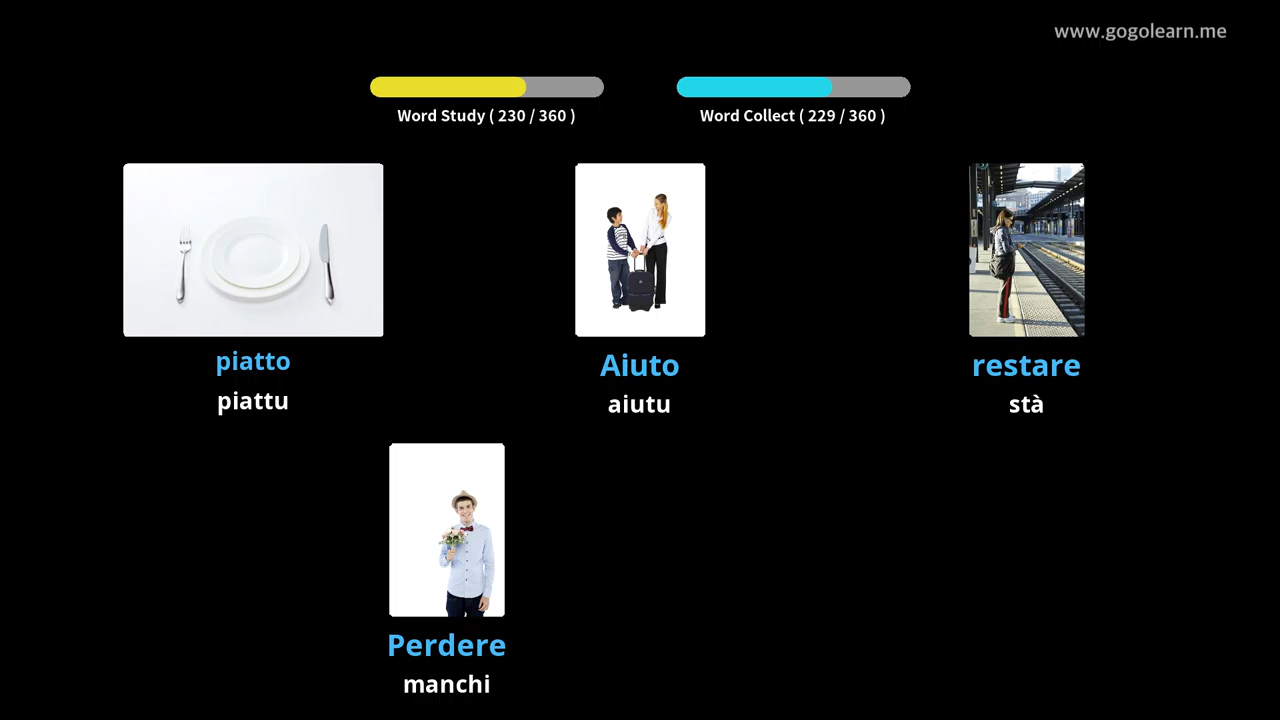 www.gogolearn.me
Word Study ( 230 / 360 )
Word Collect ( 229 / 360 )
piatto
piattu
Aiuto
aiutu
restare
stà
Perdere
manchi